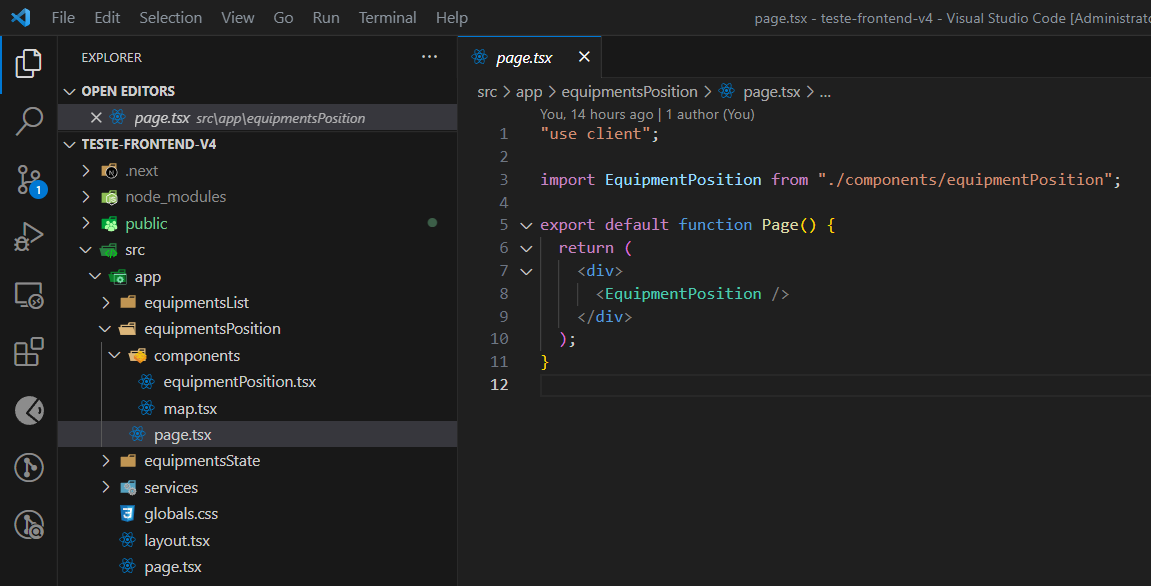 File Edit Selection View Go Run Terminal Help
page.tsx - teste-frontend-v4 - Visual Studio Code [Administrato
EXPLORER
OPEN EDITORS
page.tsx src\app\equipmentsPosition
TESTE-FRONTEND-V4
.next
node_modules
public
src
app
equipmentsList
equipmentsPosition
components
equipmentPosition.tsx
map.tsx
page.tsx
equipmentsState
services
globals.css
layout.tsx
page.tsx
1
page.tsx
src > app > equipmentsPosition > page.tsx > ...
You, 14 hours ago | 1 author (You)
1 "use client";
2
3 import EquipmentPosition from "./components/equipmentPosition";
4
5 export default function Page() {
6 return (
7 <div>
8 <EquipmentPosition />
9 </div>
10 );
11 }
12